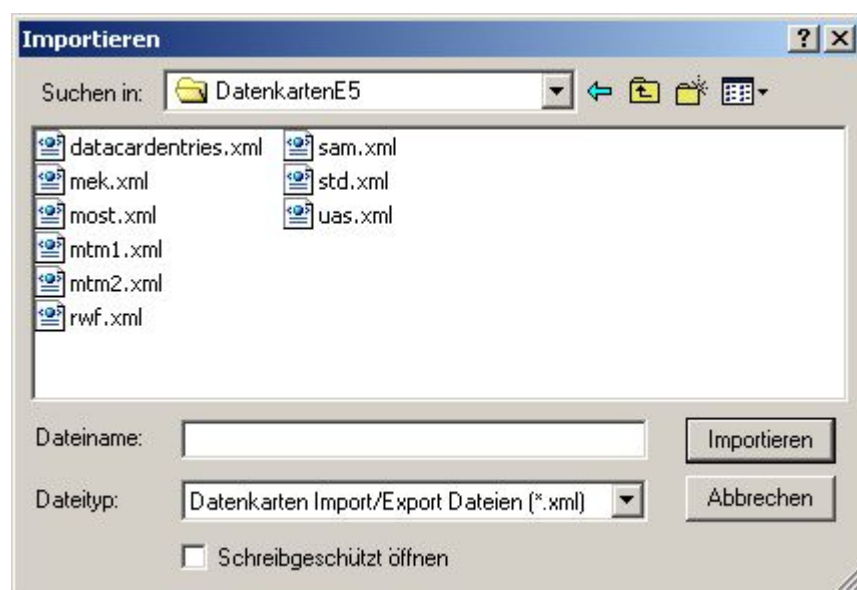 Importieren
Suchen in: DatenkartenE5
datacardentries.xml
mek.xml
most.xml
mtm1.xml
mtm2.xml
rwf.xml
sam.xml
std.xml
uas.xml
Dateiname:
Importieren
Dateityp: Datenkarten Import/Export Dateien (*.xml)
Abbrechen
Schreibgeschützt öffnen